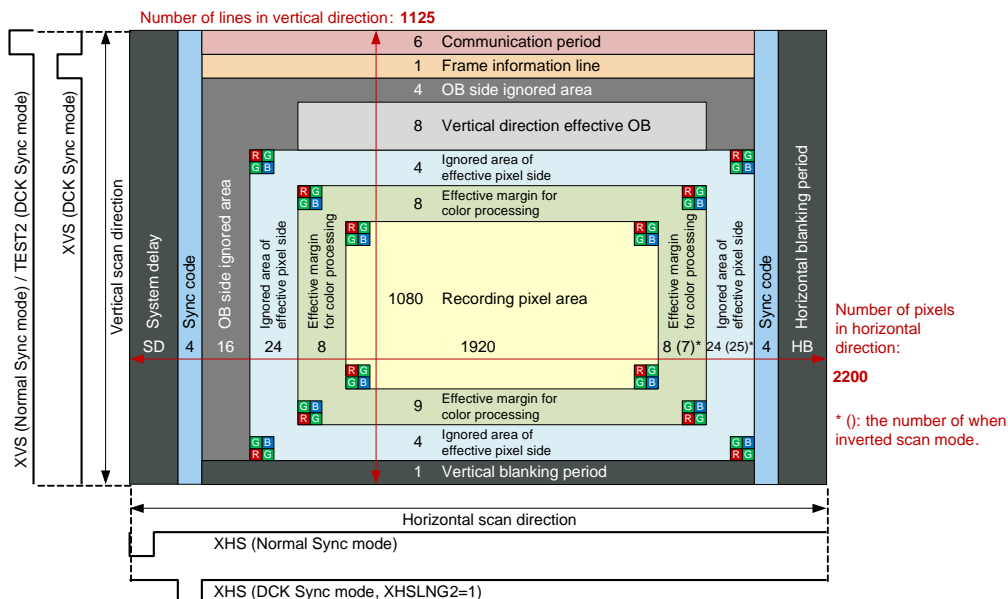 Number of lines in vertical direction: 1125
6 Communication period
1 Frame information line
4 OB side ignored area
8 Vertical direction effective OB
4 Ignored area of
effective pixel side
8 Effective margin for
color processing
1080 Recording pixel area
1920
9 Effective margin for
color processing
4 Ignored area of
effective pixel side
1 Vertical blanking period
XVS (Normal Sync mode) / TEST2 (DCK Sync mode)
XVS (DCK Sync mode)
Vertical scan direction
System delay
SD
Sync code
4
OB side ignored area
16
Ignored area of
effective pixel side
24
Effective margin
for color processing
8
Effective margin
for color processing
8 (7)*
Ignored area of
effective pixel side
24 (25)*
Sync code
4
Horizontal blanking period
HB
R G
G B
R G
G B
R G
G B
R G
G B
R G
G B
R G
G B
R G
G B
R G
G B
G B
R G
G B
R G
G B
R G
G B
R G
Number of pixels
in horizontal
direction:
2200
* (): the number of when
inverted scan mode.
Horizontal scan direction
XHS (Normal Sync mode)
XHS (DCK Sync mode, XHSLNG2=1)